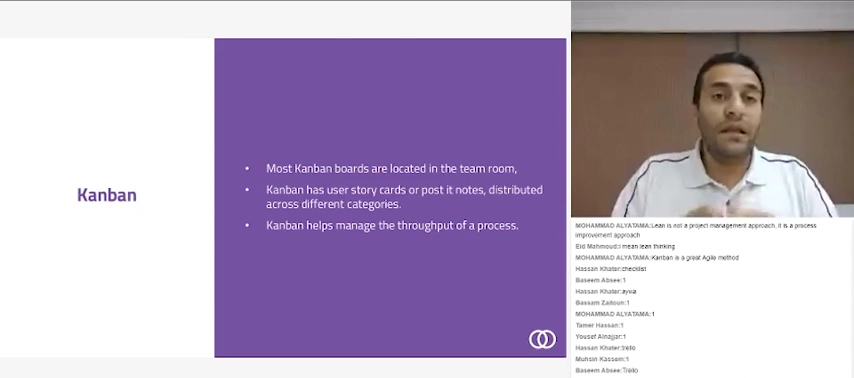 Kanban
• Most Kanban boards are located in the team room,
• Kanban has user story cards or post it notes, distributed
across different categories.
• Kanban helps manage the throughput of a process.
MOHAMMAD ALYATAMA:Lean is not a project management approach, it is a process
improvement approach
Eid Mahmoud:i mean lean thinking
MOHAMMAD ALYATAMA:Kanban is a great Agile method
Hassan Khater:checklist
Baseem Absee:1
Hassan Khater:aywa
Bassam Zaitoun:1
MOHAMMAD ALYATAMA:1
Tamer Hassan:1
Yousef Alnajjar:1
Hassan Khater:trello
Muhsin Kassem:1
Baseem Absee:Trello